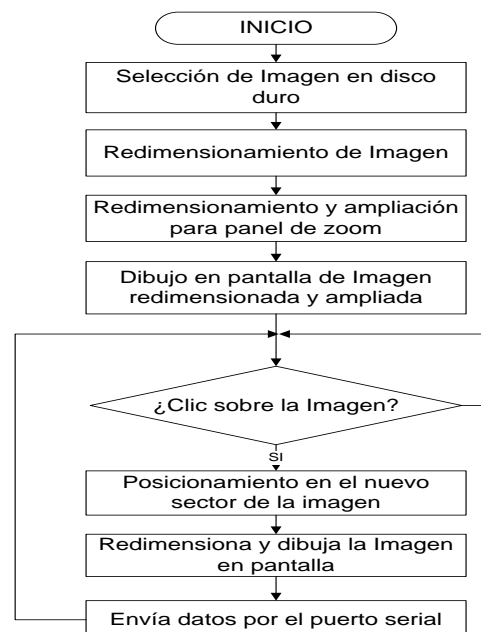 INICIO
Selección de Imagen en disco
duro
Redimensionamiento de Imagen
Redimensionamiento y ampliación
para panel de zoom
Dibujo en pantalla de Imagen
redimensionada y ampliada
¿Clic sobre la Imagen?
SI
Posicionamiento en el nuevo
sector de la imagen
Redimensiona y dibuja la Imagen
en pantalla
Envía datos por el puerto serial